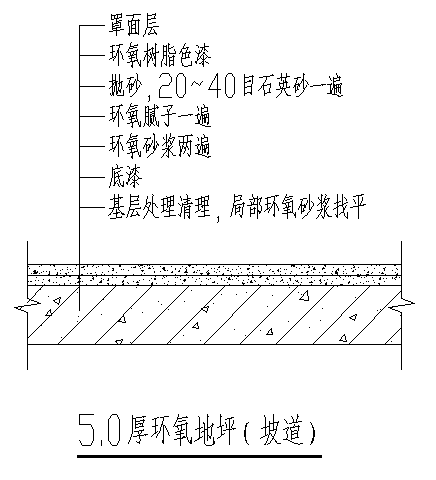 罩面层
环氧树脂色漆
抛砂，20~40目石英砂一遍
环氧腻子一遍
环氧砂浆两遍
底漆
基层处理清理，局部环氧砂浆找平
5.0厚环氧地坪（坡道）